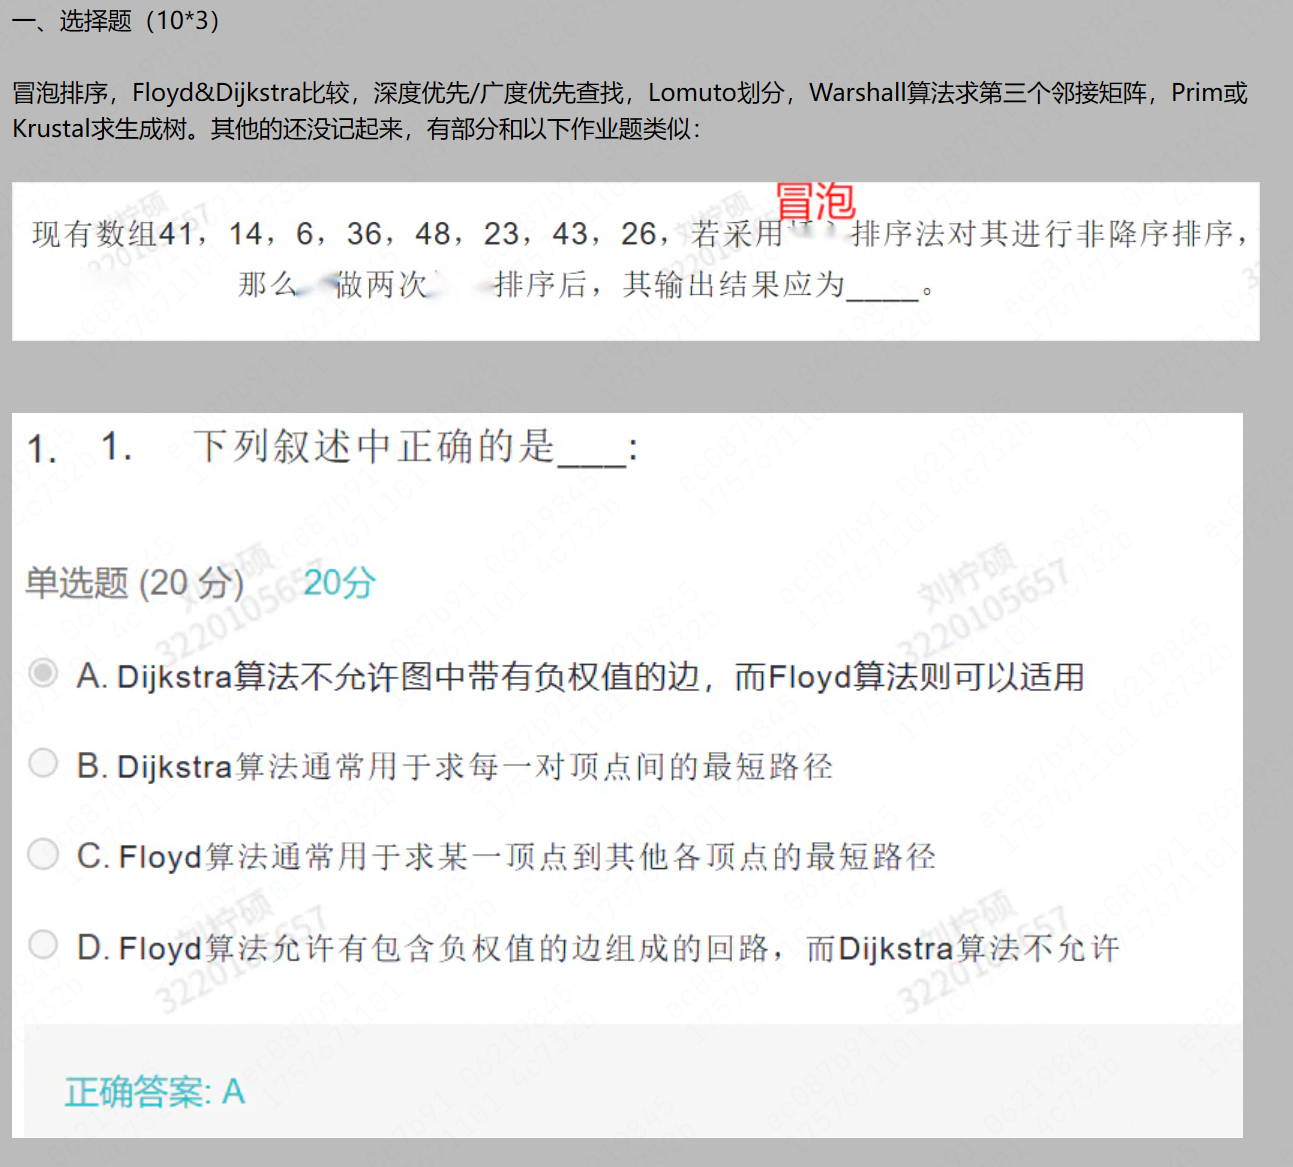 一、选择题（10*3）
冒泡排序，Floyd&Dijkstra比较，深度优先/广度优先查找，Lomuto划分，Warshall算法求第三个邻接矩阵，Prim或
Krustal求生成树。其他的还没记起来，有部分和以下作业题类似：
冒泡
现有数组41，14，6，36，48，23，43，26，若采用 排序法对其进行非降序排序，
那么 做两次 排序后，其输出结果应为____。
1. 1. 下列叙述中正确的是___:
单选题 (20 分) 20分
A. Dijkstra算法不允许图中带有负权值的边，而Floyd算法则可以适用
B. Dijkstra算法通常用于求每一对顶点间的最短路径
C. Floyd算法通常用于求某一顶点到其他各顶点的最短路径
D. Floyd算法允许有包含负权值的边组成的回路，而Dijkstra算法不允许
正确答案: A
刘柠硕
3220105657